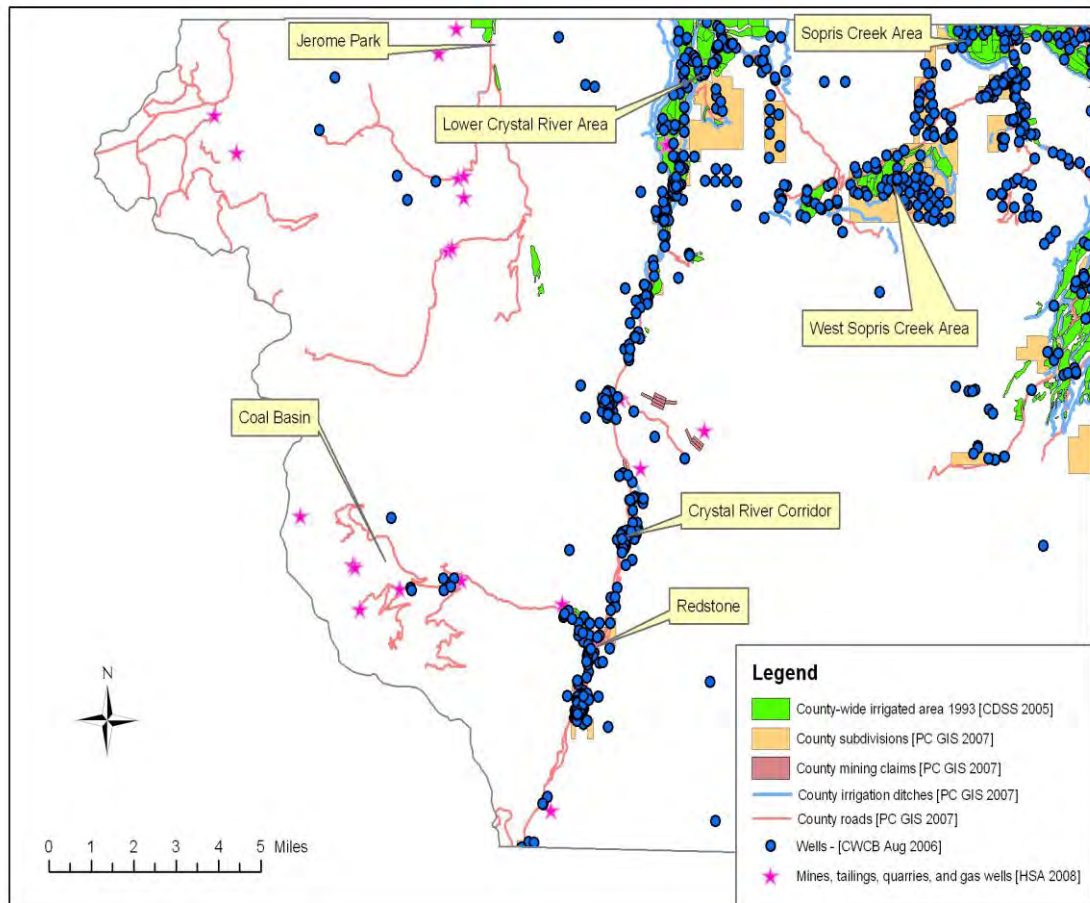 Jerome Park
Sopris Creek Area
Lower Crystal River Area
West Sopris Creek Area
Coal Basin
Crystal River Corridor
Redstone
N
0 1 2 3 4 5 Miles
Legend
County-wide irrigated area 1993 [CDSS 2005]
County subdivisions [PC GIS 2007]
County mining claims [PC GIS 2007]
County irrigation ditches [PC GIS 2007]
County roads [PC GIS 2007]
Wells - [CWCB Aug 2006]
Mines, tailings, quarries, and gas wells [HSA 2008]